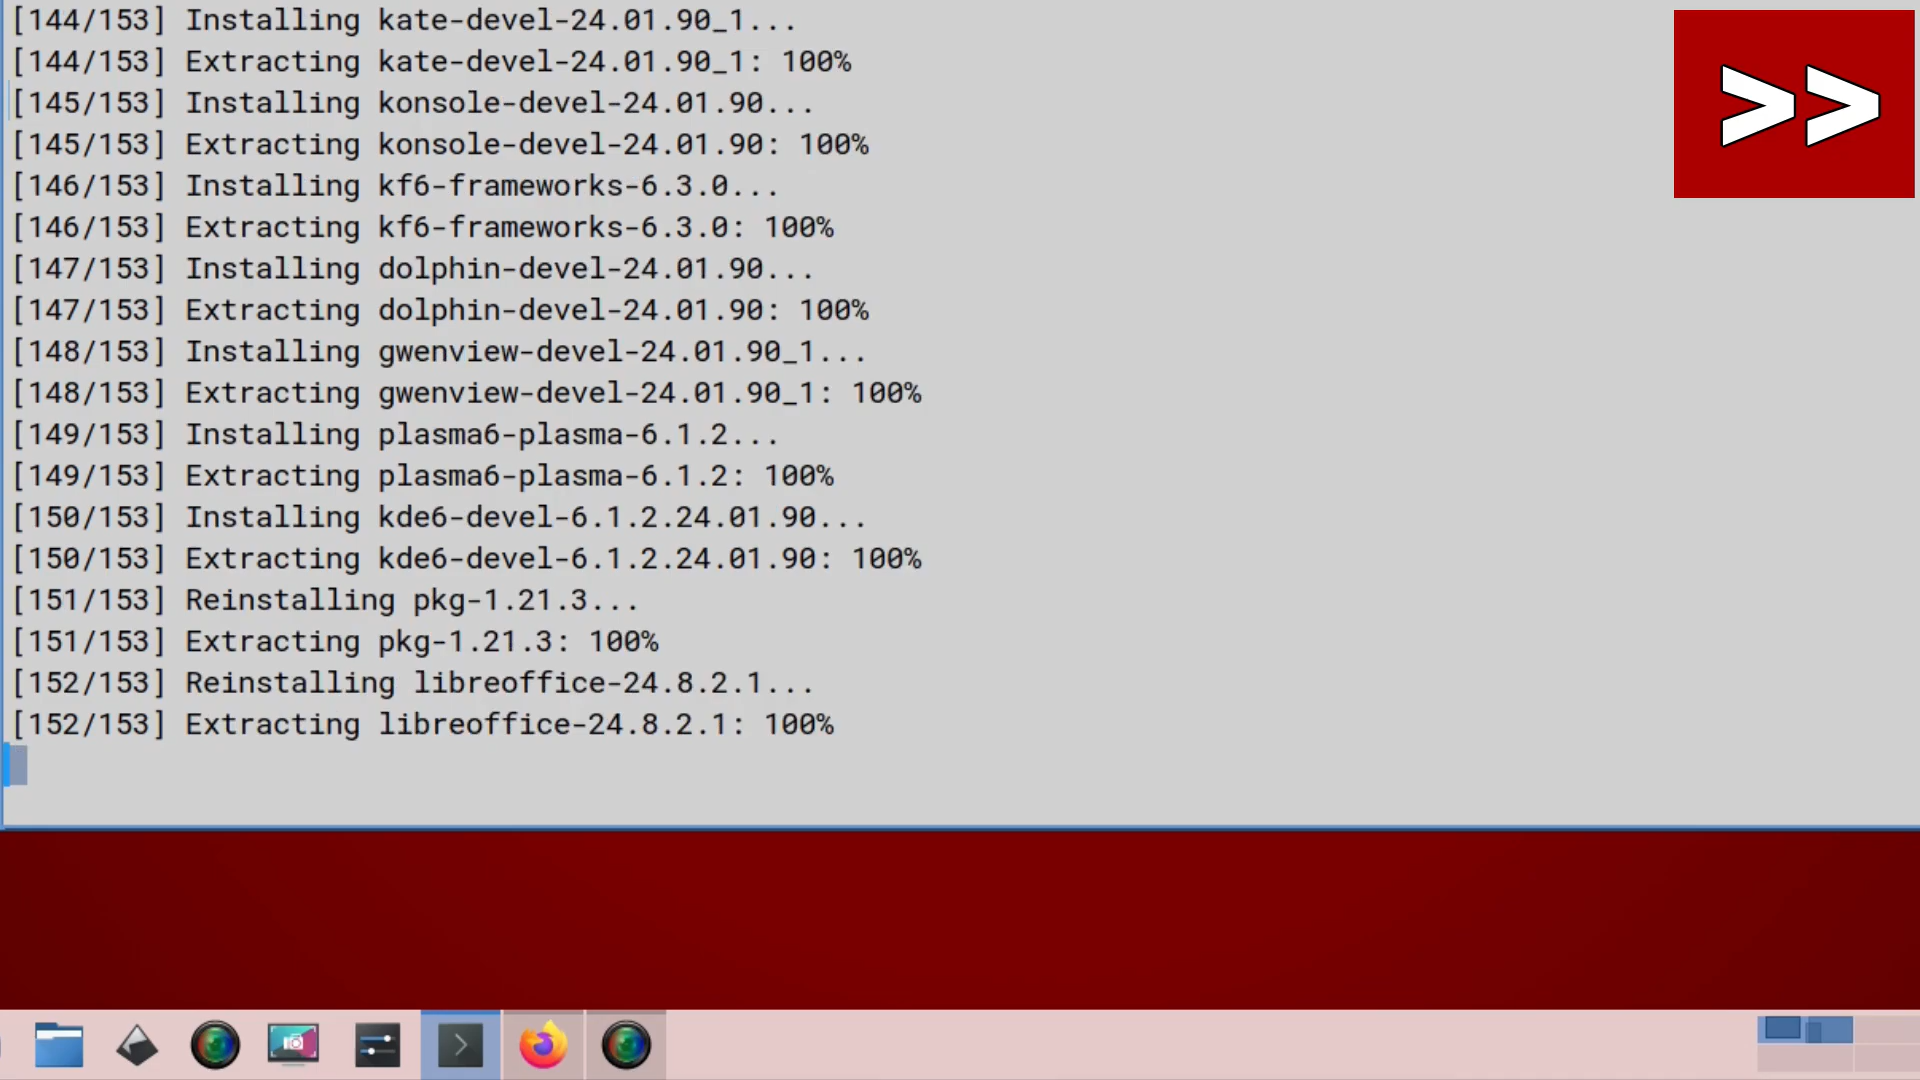 [144/153] Installing kate-devel-24.01.90_1...
[144/153] Extracting kate-devel-24.01.90_1: 100%
[145/153] Installing konsole-devel-24.01.90...
[145/153] Extracting konsole-devel-24.01.90: 100%
[146/153] Installing kf6-frameworks-6.3.0...
[146/153] Extracting kf6-frameworks-6.3.0: 100%
[147/153] Installing dolphin-devel-24.01.90...
[147/153] Extracting dolphin-devel-24.01.90: 100%
[148/153] Installing gwenview-devel-24.01.90_1...
[148/153] Extracting gwenview-devel-24.01.90_1: 100%
[149/153] Installing plasma6-plasma-6.1.2...
[149/153] Extracting plasma6-plasma-6.1.2: 100%
[150/153] Installing kde6-devel-6.1.2.24.01.90...
[150/153] Extracting kde6-devel-6.1.2.24.01.90: 100%
[151/153] Reinstalling pkg-1.21.3...
[151/153] Extracting pkg-1.21.3: 100%
[152/153] Reinstalling libreoffice-24.8.2.1...
[152/153] Extracting libreoffice-24.8.2.1: 100%
>>